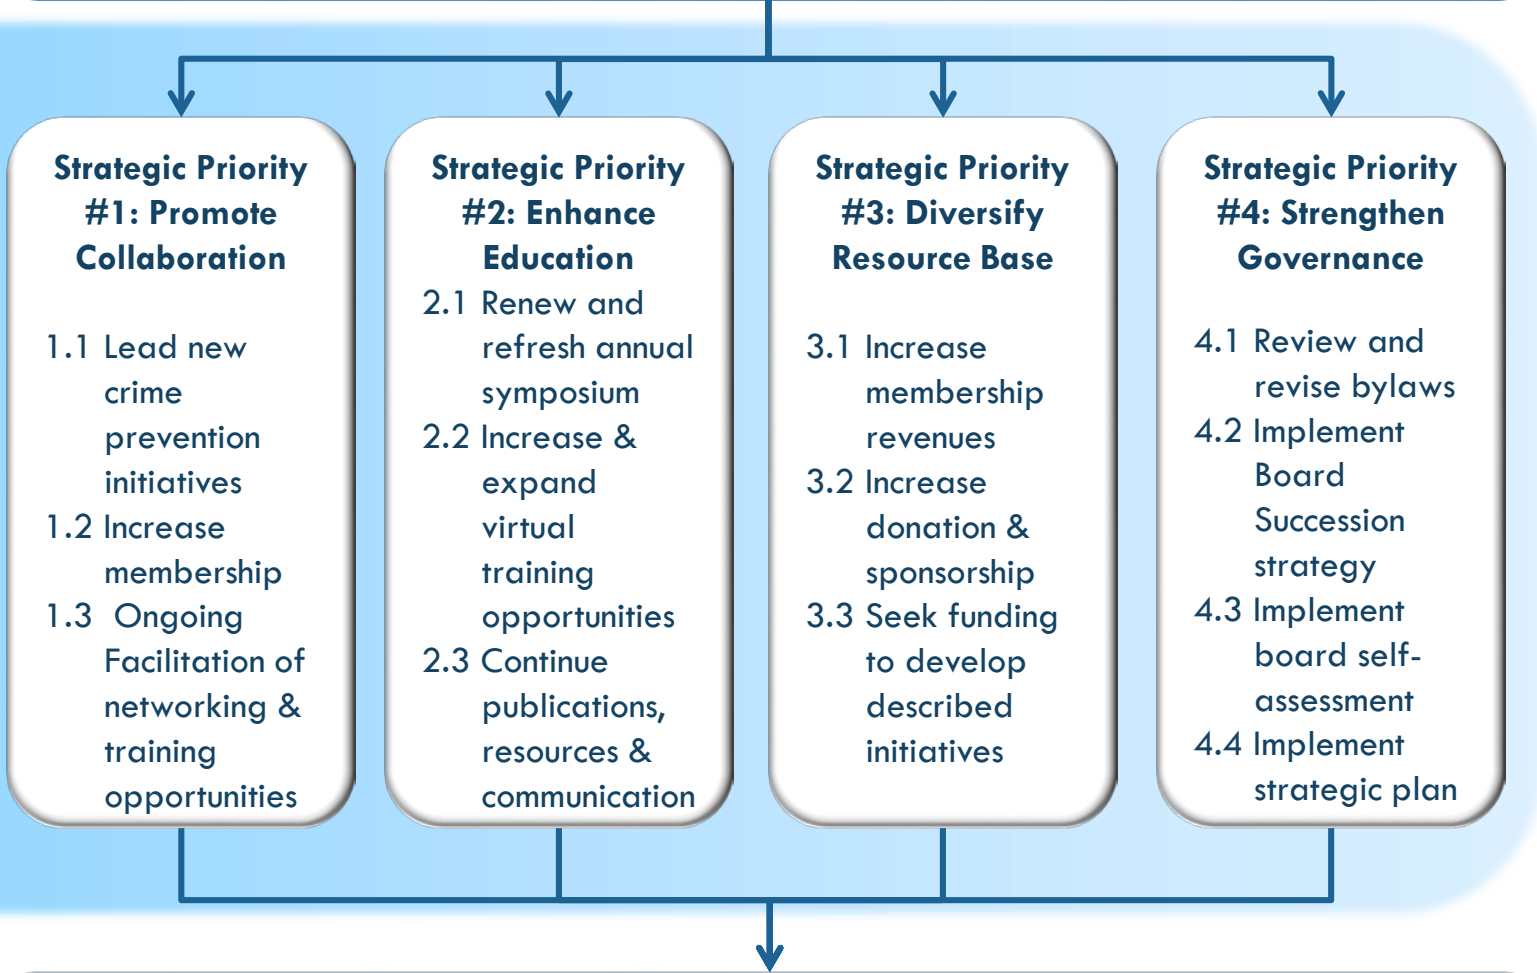 Strategic Priority
#1: Promote
Collaboration
1.1 Lead new
crime
prevention
initiatives
1.2 Increase
membership
1.3 Ongoing
Facilitation of
networking &
training
opportunities
Strategic Priority
#2: Enhance
Education
2.1 Renew and
refresh annual
symposium
2.2 Increase &
expand
virtual
training
opportunities
2.3 Continue
publications,
resources &
communication
Strategic Priority
#3: Diversify
Resource Base
3.1 Increase
membership
revenues
3.2 Increase
donation &
sponsorship
3.3 Seek funding
to develop
described
initiatives
Strategic Priority
#4: Strengthen
Governance
4.1 Review and
revise bylaws
4.2 Implement
Board
Succession
strategy
4.3 Implement
board self-
assessment
4.4 Implement
strategic plan